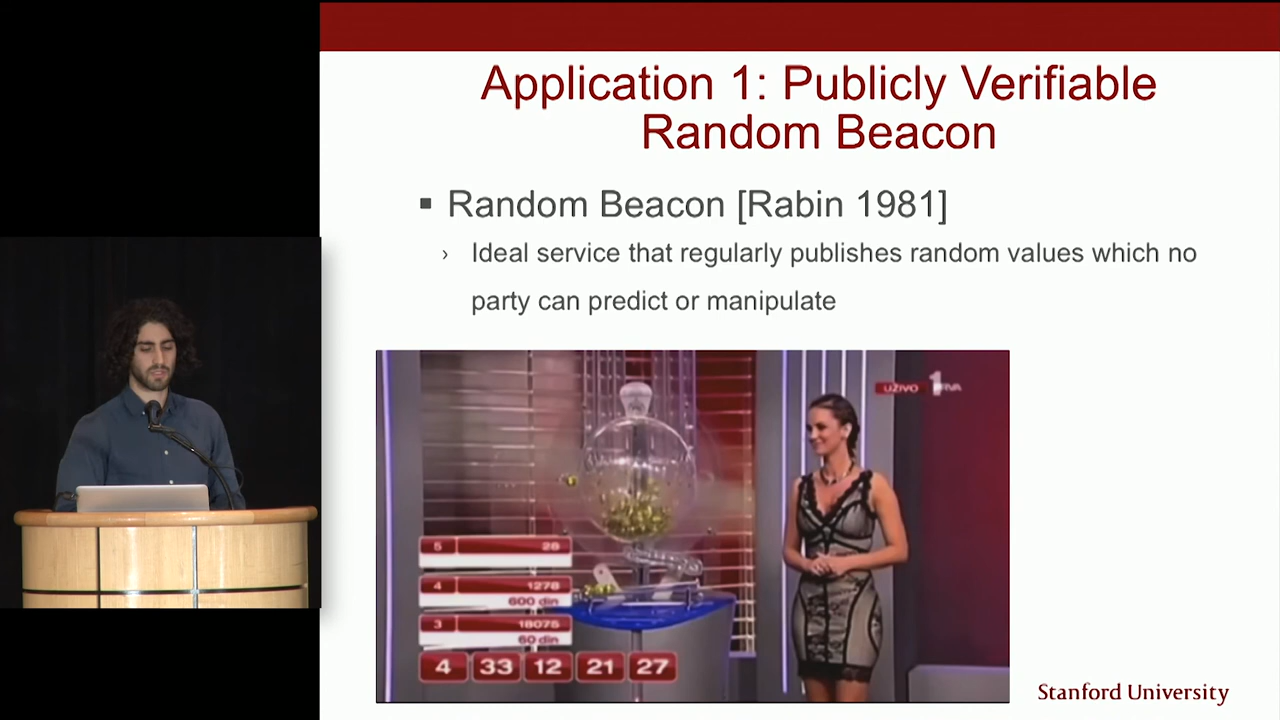 Application 1: Publicly Verifiable
Random Beacon
▪ Random Beacon [Rabin 1981]
› Ideal service that regularly publishes random values which no
party can predict or manipulate
UŽIVO 1
5 28
4 1278
600 din
3 18075
60 din
4 33 12 21 27
Stanford University